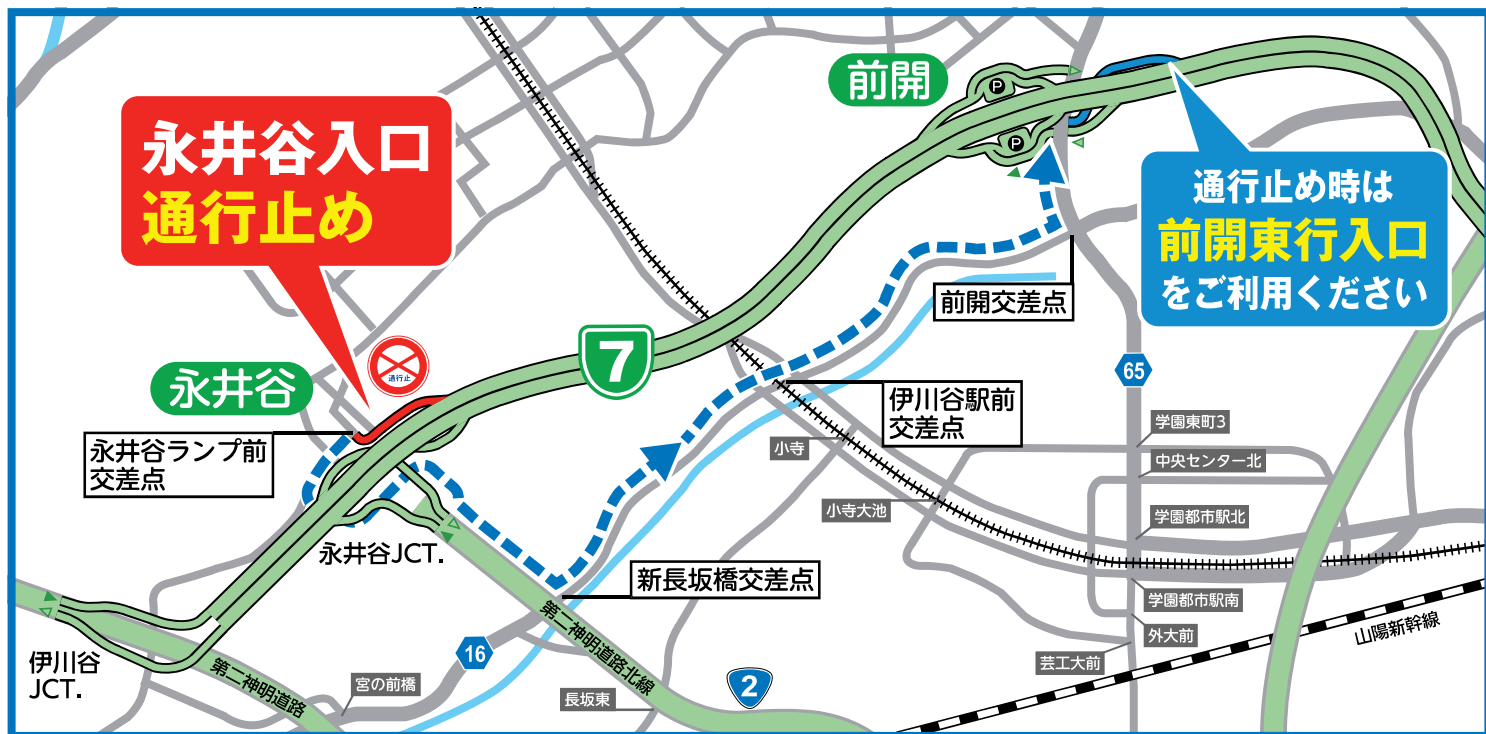 前開
P
P
永井谷入口
通行止め
通行止め時は
前開東行入口
をご利用ください
前開交差点
7
通行止
永井谷
65
伊川谷駅前
交差点
永井谷ランプ前
交差点
学園東町3
小寺
中央センター北
小寺大池
学園都市駅北
永井谷JCT.
新長坂橋交差点
学園都市駅南
第二神明道路北線
外大前
山陽新幹線
16
芸工大前
伊川谷
JCT.
第二神明道路
宮の前橋
長坂東
2